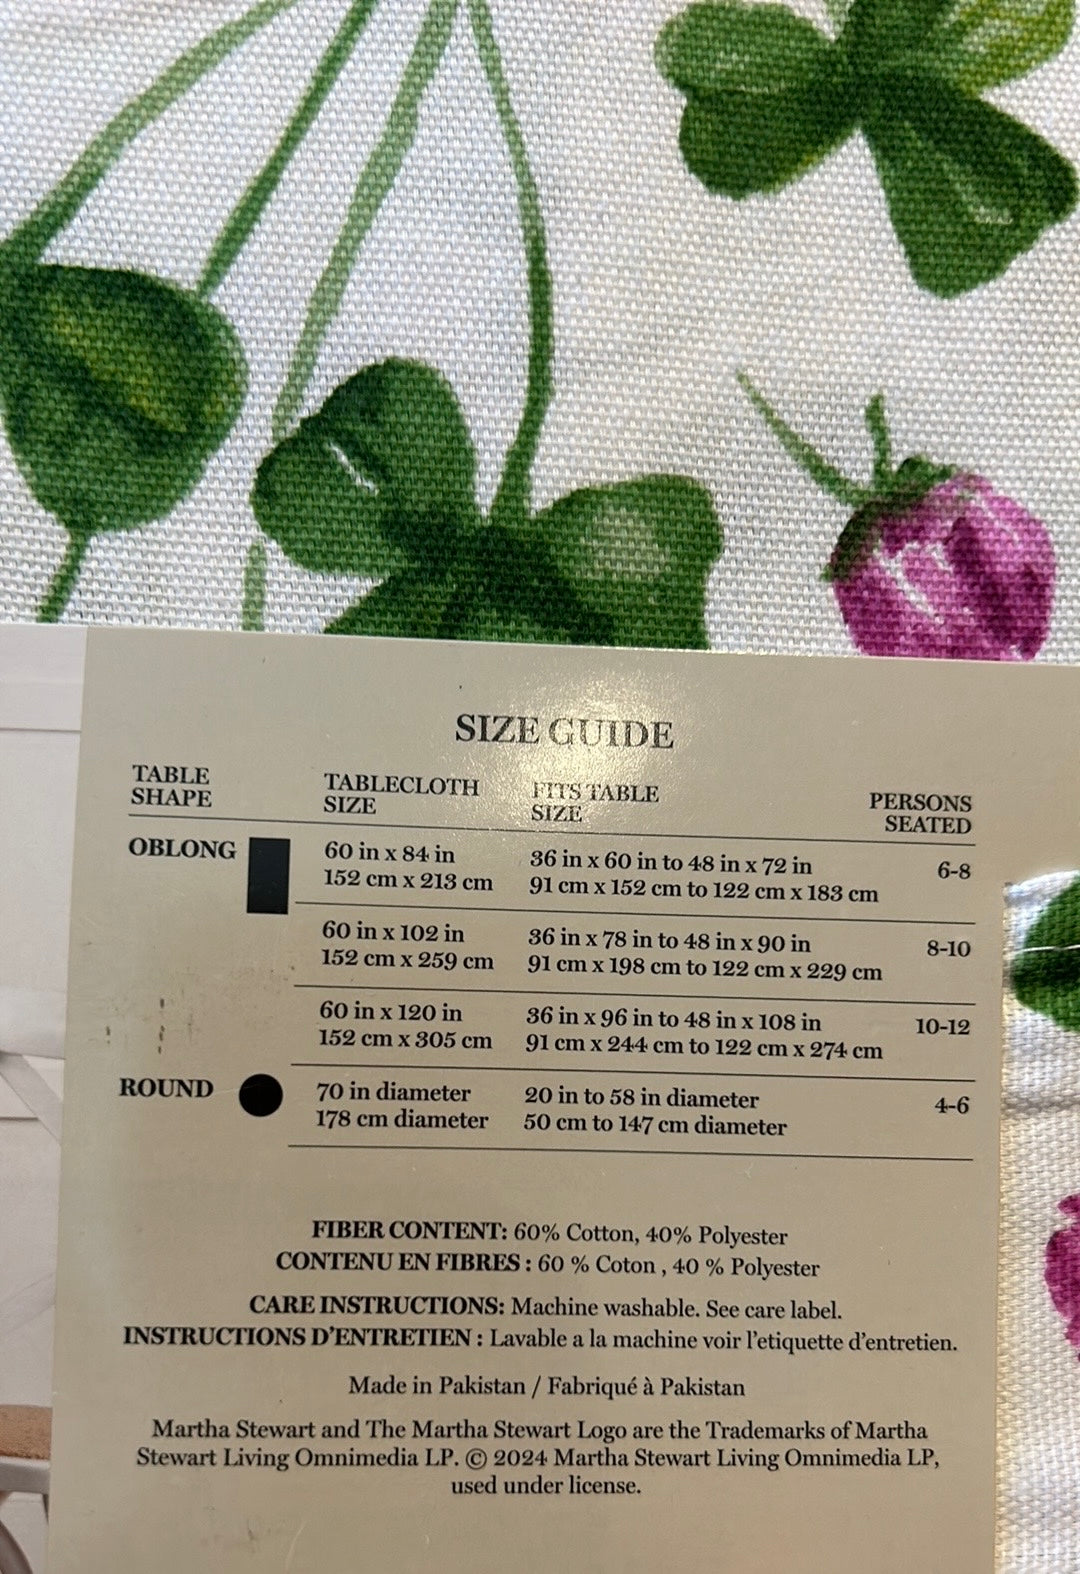 SIZE GUIDE
TABLE SHAPE TABLECLOTH SIZE FITS TABLE SIZE PERSONS SEATED
OBLONG 60 in x 84 in 36 in x 60 in to 48 in x 72 in 6-8
152 cm x 213 cm 91 cm x 152 cm to 122 cm x 183 cm
60 in x 102 in 36 in x 78 in to 48 in x 90 in 8-10
152 cm x 259 cm 91 cm x 198 cm to 122 cm x 229 cm
60 in x 120 in 36 in x 96 in to 48 in x 108 in 10-12
152 cm x 305 cm 91 cm x 244 cm to 122 cm x 274 cm
ROUND 70 in diameter 20 in to 58 in diameter 4-6
178 cm diameter 50 cm to 147 cm diameter
FIBER CONTENT: 60% Cotton, 40% Polyester
CONTENU EN FIBRES : 60 % Coton , 40 % Polyester
CARE INSTRUCTIONS: Machine washable. See care label.
INSTRUCTIONS D’ENTRETIEN : Lavable a la machine voir l’etiquette d’entretien.
Made in Pakistan / Fabriqué à Pakistan
Martha Stewart and The Martha Stewart Logo are the Trademarks of Martha
Stewart Living Omnimedia LP. © 2024 Martha Stewart Living Omnimedia LP,
used under license.